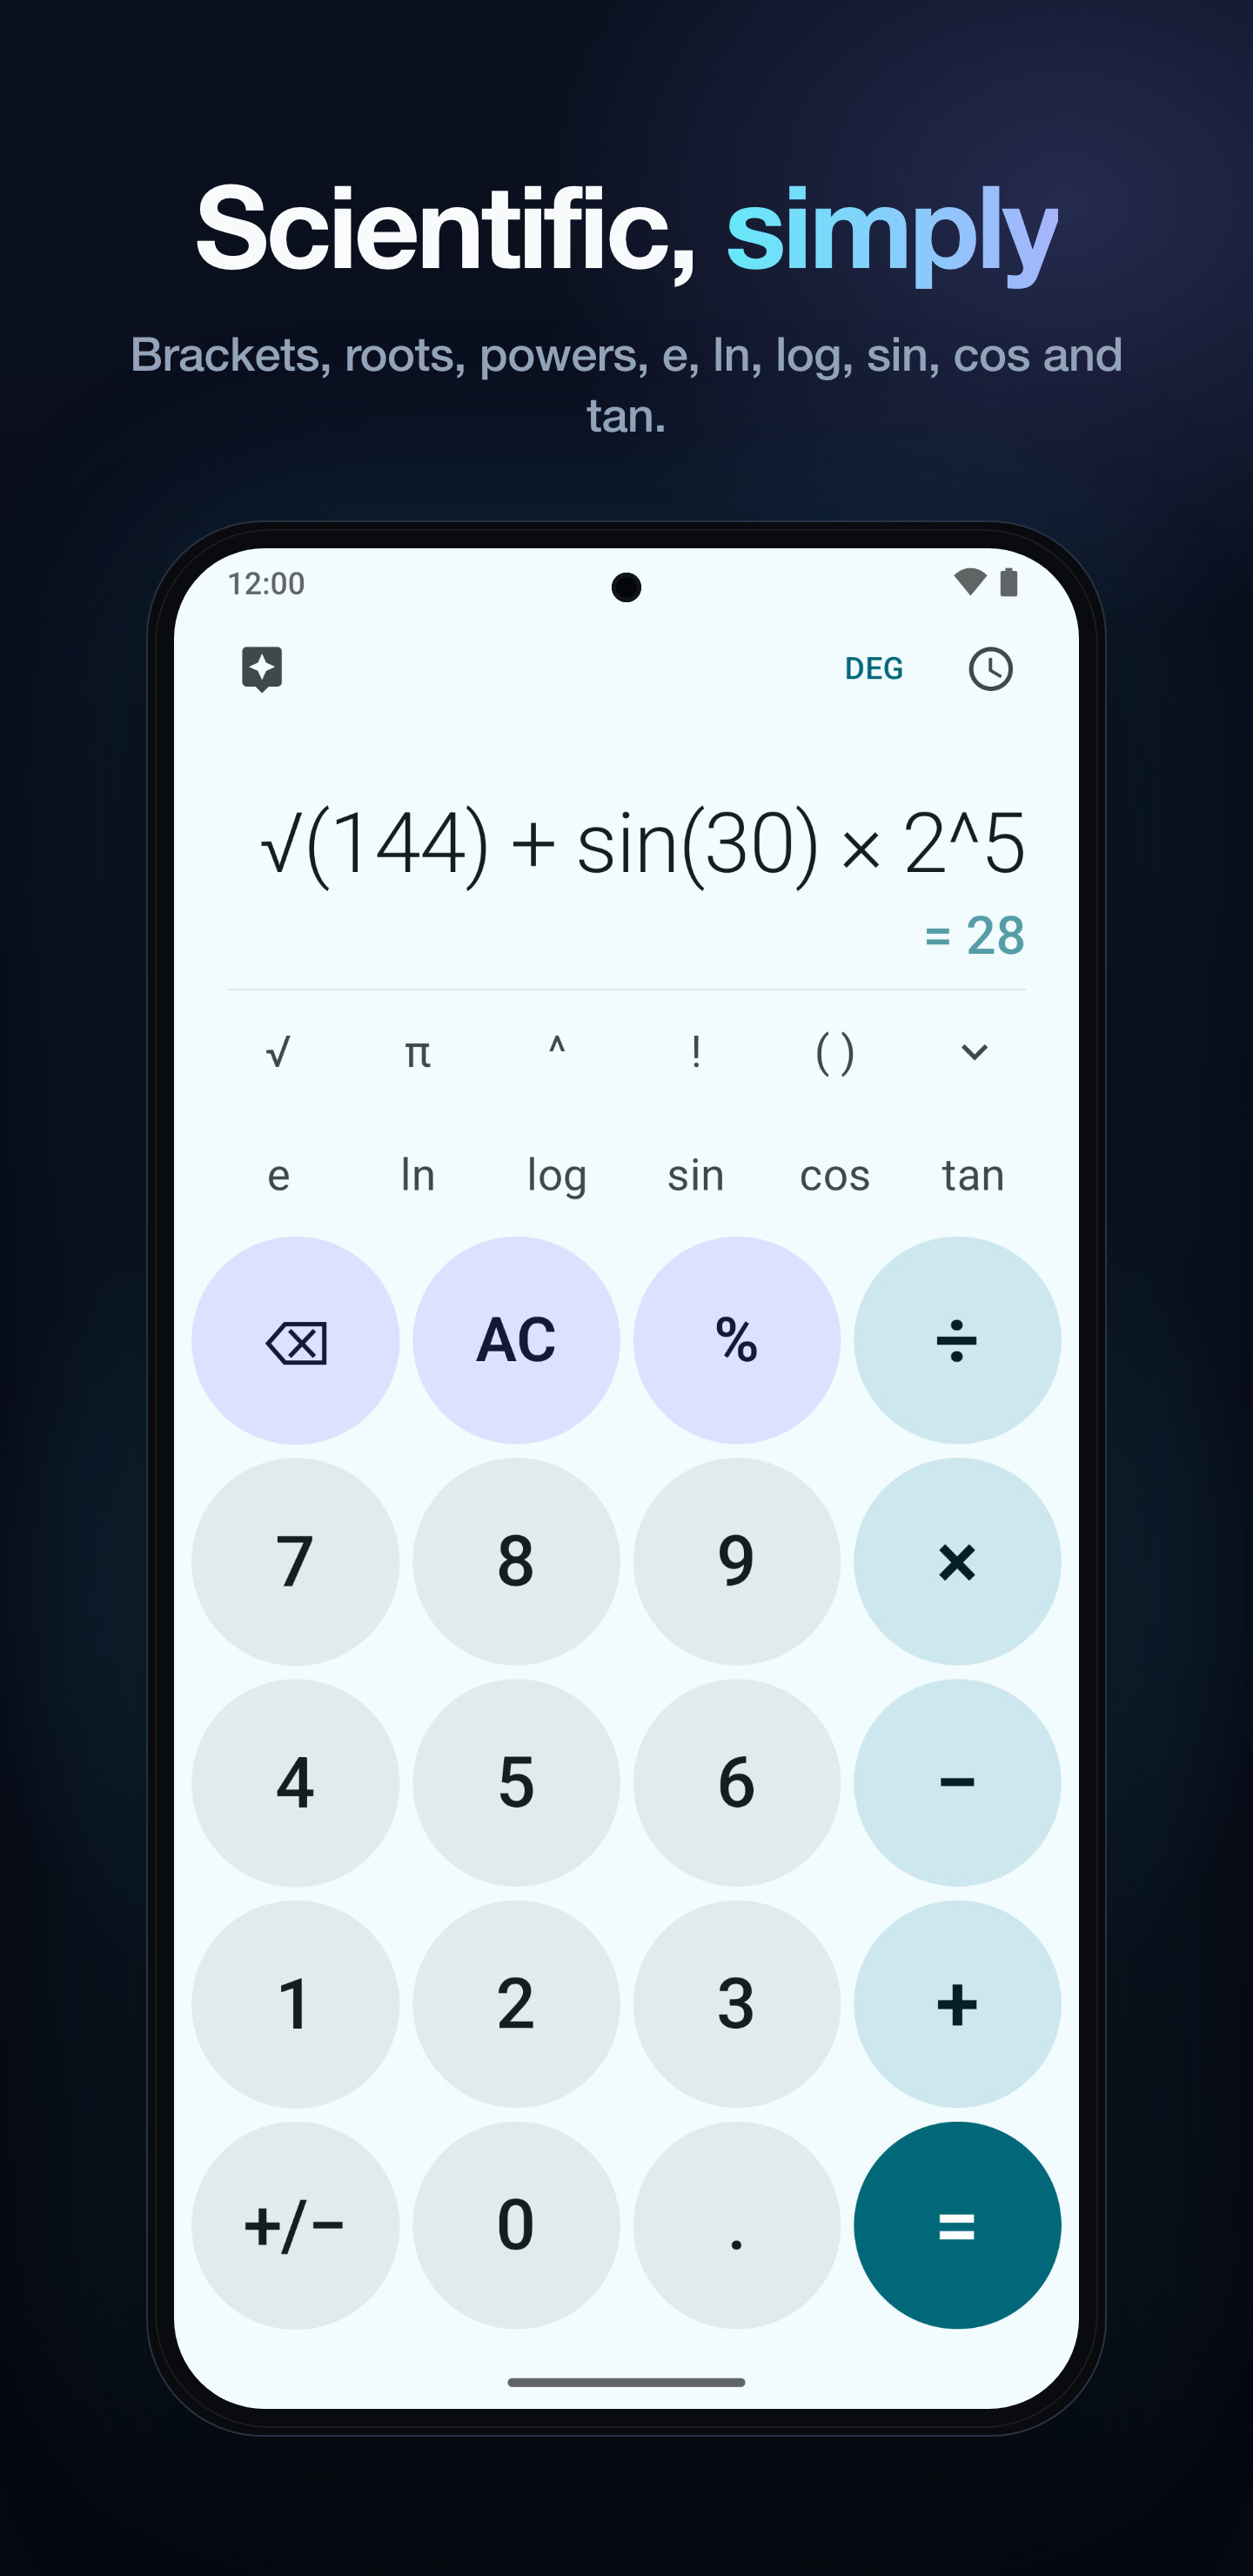 Scientific, simply
Brackets, roots, powers, e, ln, log, sin, cos and
tan.
12:00
DEG
√(144) + sin(30) × 2^5
= 28
√ π ^ ! ( )
e ln log sin cos tan
AC % ÷
7 8 9 ×
4 5 6 −
1 2 3 +
+/− 0 . =